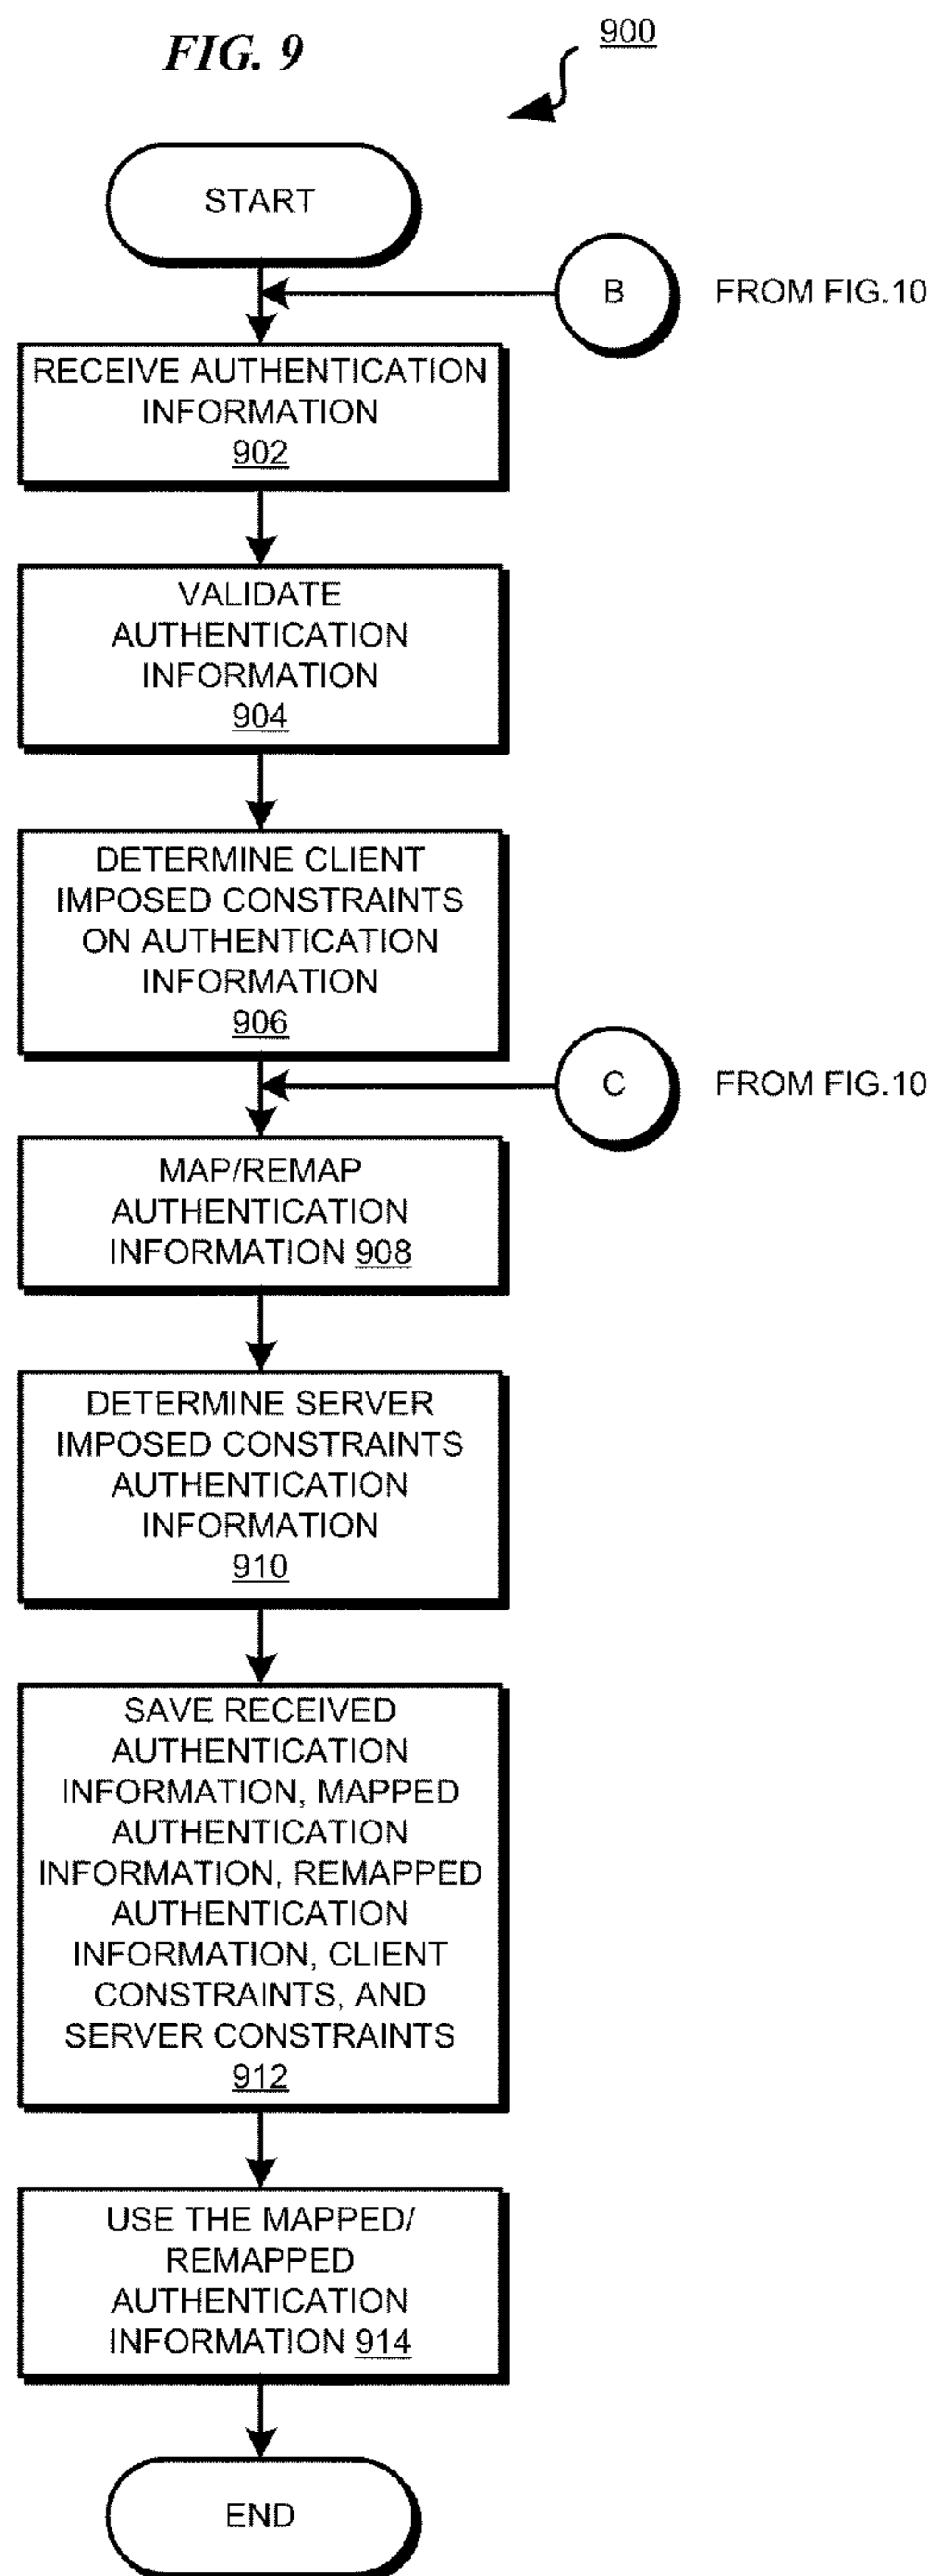 FIG. 9
900
START
B
FROM FIG.10
RECEIVE AUTHENTICATION
INFORMATION
902
VALIDATE
AUTHENTICATION
INFORMATION
904
DETERMINE CLIENT
IMPOSED CONSTRAINTS
ON AUTHENTICATION
INFORMATION
906
C
FROM FIG.10
MAP/REMAP
AUTHENTICATION
INFORMATION 908
DETERMINE SERVER
IMPOSED CONSTRAINTS
AUTHENTICATION
INFORMATION
910
SAVE RECEIVED
AUTHENTICATION
INFORMATION, MAPPED
AUTHENTICATION
INFORMATION, REMAPPED
AUTHENTICATION
INFORMATION, CLIENT
CONSTRAINTS, AND
SERVER CONSTRAINTS
912
USE THE MAPPED/
REMAPPED
AUTHENTICATION
INFORMATION 914
END